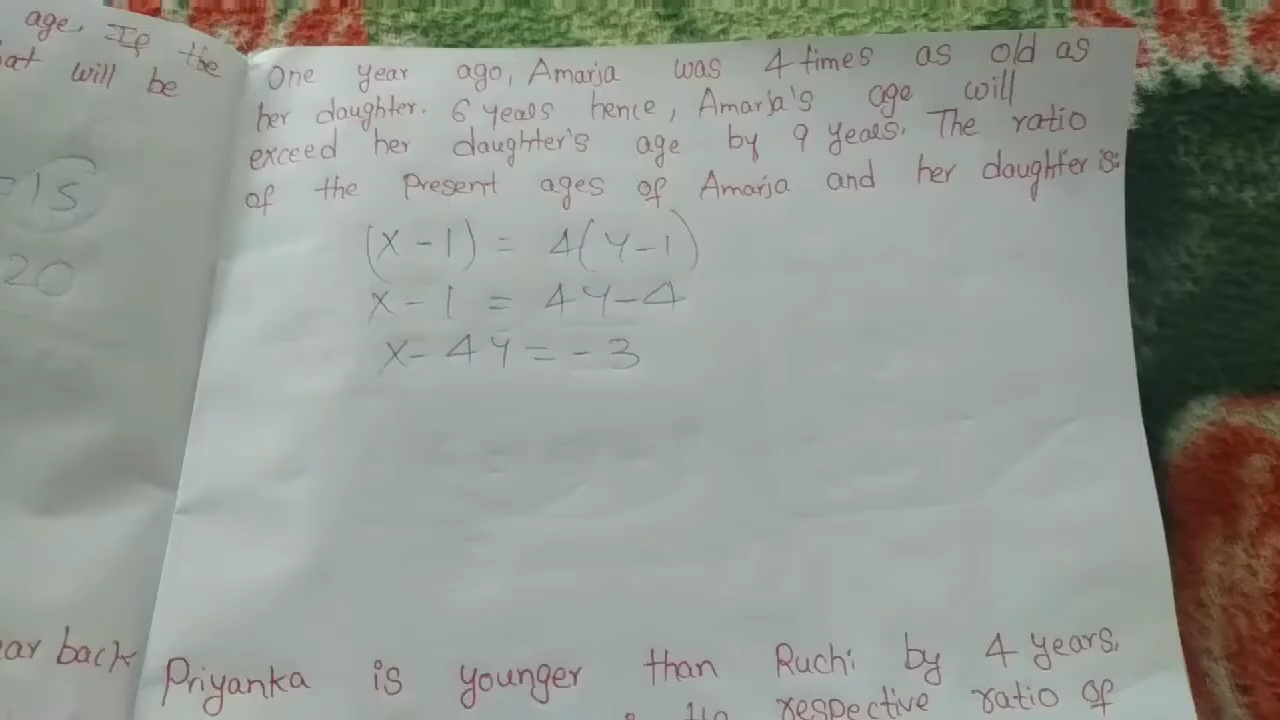 age. If the
at will be
= 15
20
ar back
One year ago, Amarja was 4 times as old as
her daughter. 6 years hence, Amarja's age will
exceed her daughter's age by 9 years. The ratio
of the present ages of Amarja and her daughter is:
(x - 1) = 4(y - 1)
x - 1 = 4y - 4
x - 4y = - 3
Priyanka is younger than Ruchi by 4 years.
respective ratio of